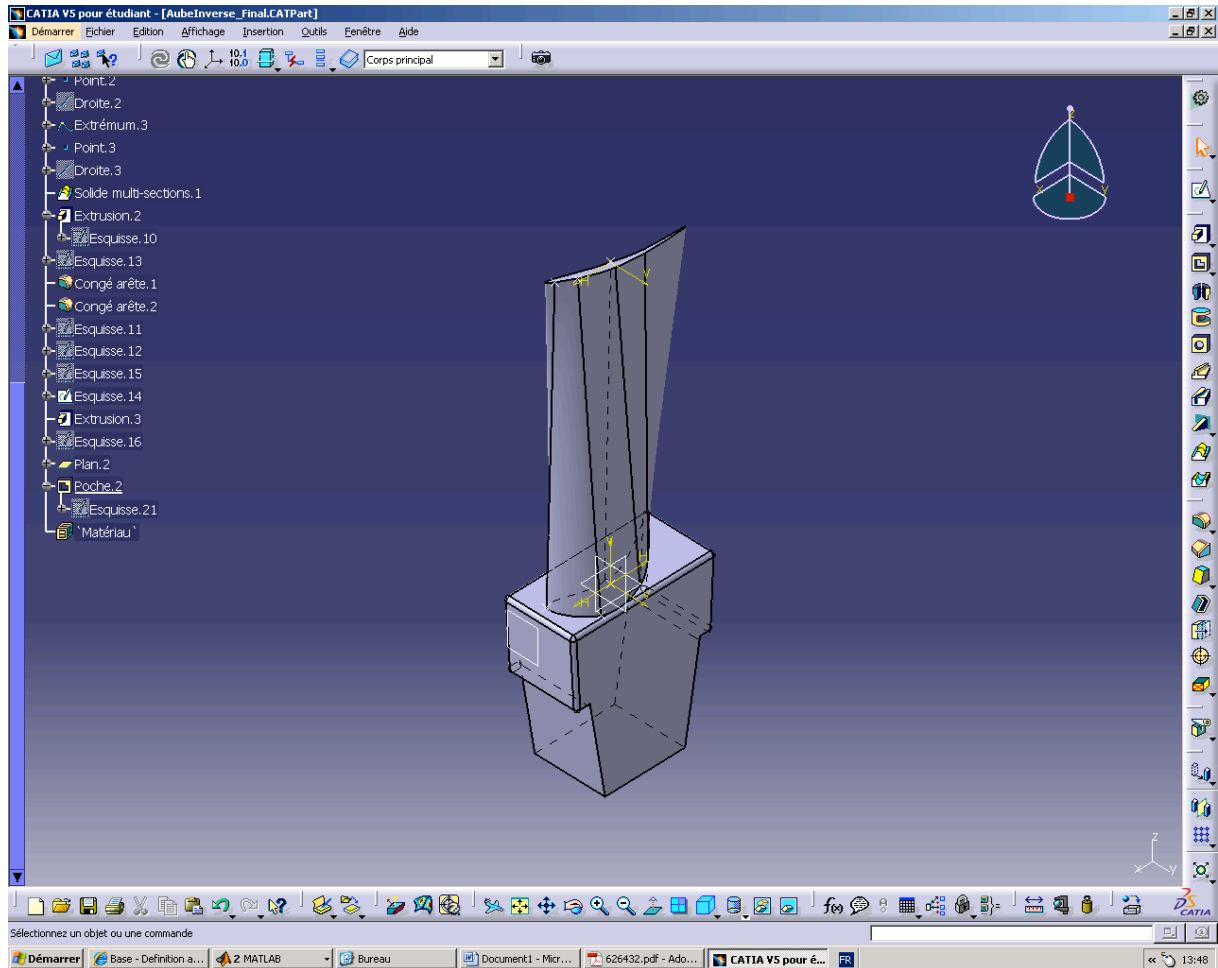 CATIA V5 pour étudiant - [AubeInverse_Final.CATPart]
Démarrer Fichier Edition Affichage Insertion Outils Fenêtre Aide
10.1
10.0
Corps principal
Point.2
Droite.2
Extrémum.3
Point.3
Droite.3
Solide multi-sections.1
Extrusion.2
Esquisse.10
Esquisse.13
Congé arête.1
Congé arête.2
Esquisse.11
Esquisse.12
Esquisse.15
Esquisse.14
Extrusion.3
Esquisse.16
Plan.2
Poche.2
Esquisse.21
`Matériau`
z
x y
H V
V
H
H V
z
x y
f(x)
CATIA
Sélectionnez un objet ou une commande
Démarrer Base - Definition a... 2 MATLAB Bureau Document1 - Micr... 626432.pdf - Ado... CATIA V5 pour é... FR « 13:48